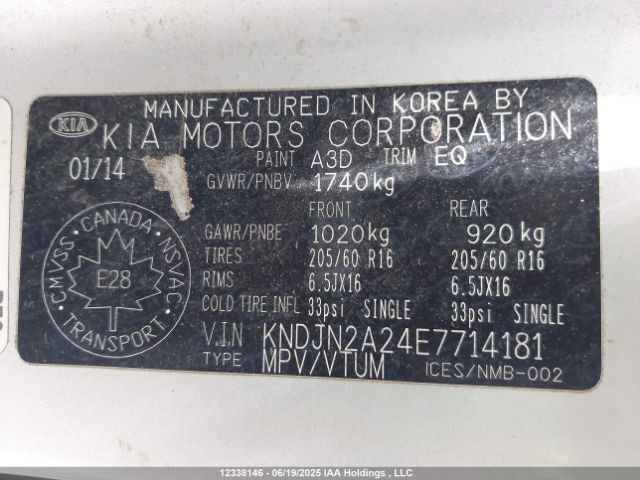 MANUFACTURED IN KOREA BY
KIA KIA MOTORS CORPORATION
01/14 PAINT A3D TRIM EQ
GVWR/PNBV 1740kg
FRONT REAR
GAWR/PNBE 1020kg 920kg
TIRES 205/60 R16 205/60 R16
RIMS 6.5JX16 6.5JX16
COLD TIRE INFL 33psi SINGLE 33psi SINGLE
V.I.N KNDJN2A24E7714181
TYPE MPV/VTUM ICES/NMB-002
CMVSS CANADA NSVAC
E28
TRANSPORT
12338146 - 06/19/2025 IAA Holdings , LLC